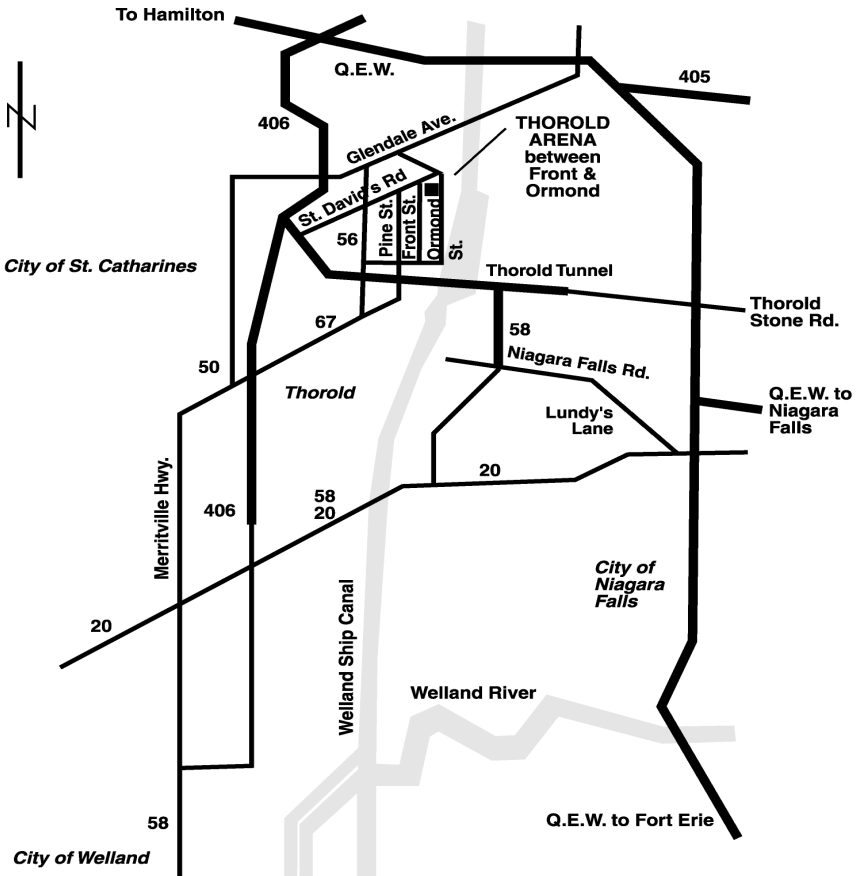 To Hamilton
Q.E.W.
405
406
Glendale Ave.
THOROLD
ARENA
between
Front &
Ormond
St. David's Rd
N
56
Pine St.
Front St.
Ormond
St.
City of St. Catharines
Thorold Tunnel
Thorold
Stone Rd.
67
58
Niagara Falls Rd.
50
Thorold
Q.E.W. to
Niagara
Falls
Lundy's
Lane
Merritville Hwy.
20
58
20
406
City of
Niagara
Falls
20
Welland Ship Canal
Welland River
58
Q.E.W. to Fort Erie
City of Welland